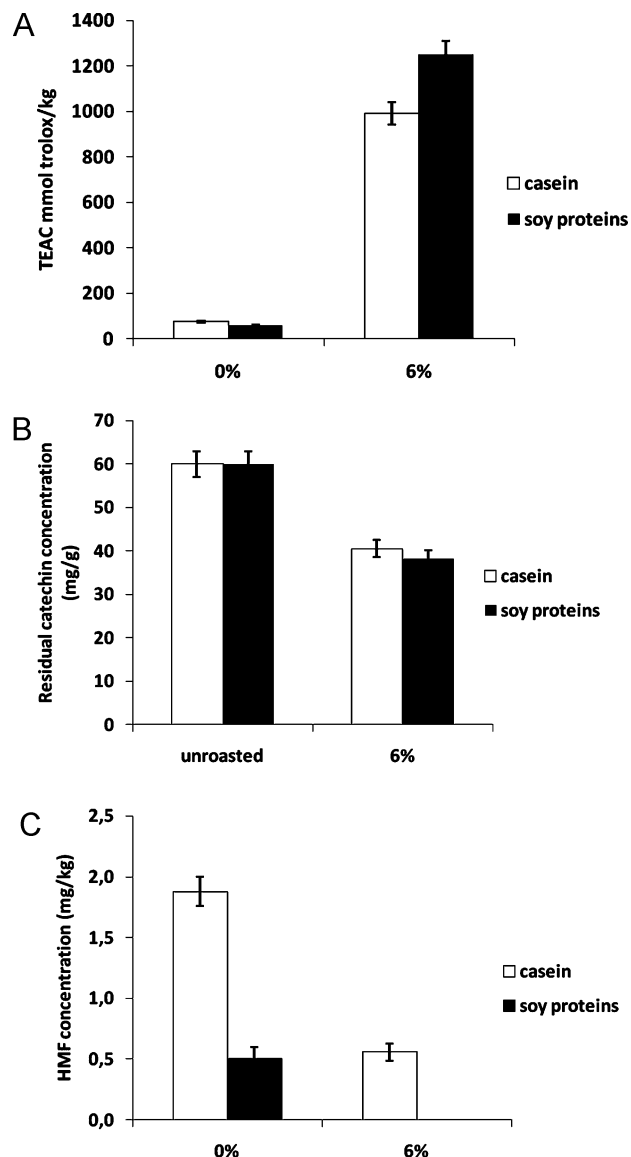 A
TEAC mmol trolox/kg
1400
1200
1000
800
600
400
200
0
0%
6%
casein
soy proteins
B
Residual catechin concentration
(mg/g)
70
60
50
40
30
20
10
0
unroasted
6%
casein
soy proteins
C
HMF concentration (mg/kg)
2,5
2,0
1,5
1,0
0,5
0,0
0%
6%
casein
soy proteins